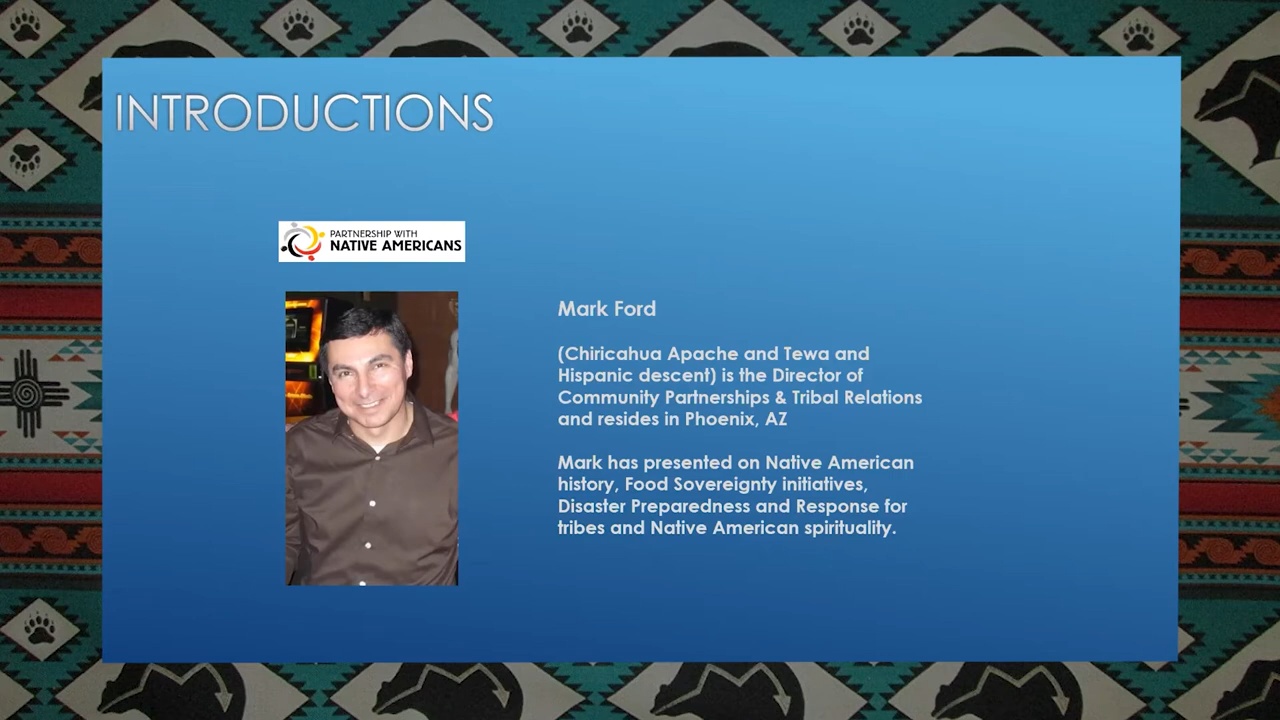 INTRODUCTIONS
PARTNERSHIP WITH
NATIVE AMERICANS
Mark Ford
(Chiricahua Apache and Tewa and
Hispanic descent) is the Director of
Community Partnerships & Tribal Relations
and resides in Phoenix, AZ
Mark has presented on Native American
history, Food Sovereignty initiatives,
Disaster Preparedness and Response for
tribes and Native American spirituality.